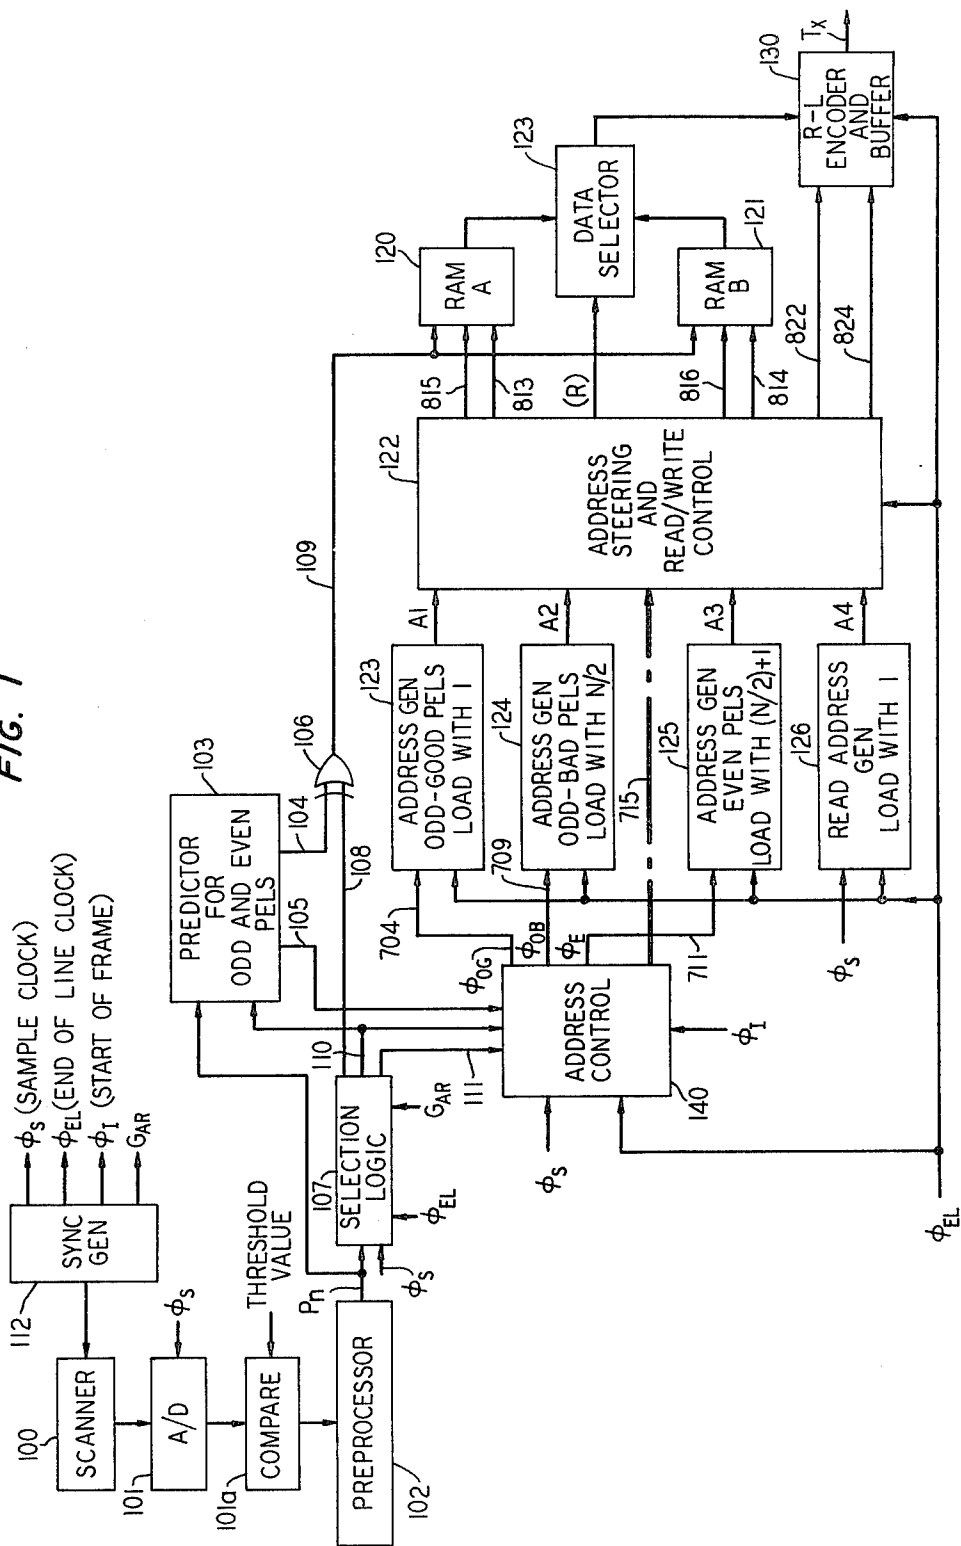 FIG. 1
112
SYNC
GEN
ΦS (SAMPLE CLOCK)
ΦEL (END OF LINE CLOCK)
ΦI (START OF FRAME)
GAR
100
SCANNER
101
A/D
ΦS
101a
COMPARE
THRESHOLD
VALUE
PREPROCESSOR
102
Pn
107
SELECTION
LOGIC
ΦS
ΦEL
GAR
103
PREDICTOR
FOR
ODD AND EVEN
PELS
104
105
106
108
109
110
111
ADDRESS
CONTROL
140
ΦS
ΦI
ΦEL
704
ΦOG
709
ΦOB
ΦE
711
715
123
ADDRESS GEN
ODD-GOOD PELS
LOAD WITH 1
124
ADDRESS GEN
ODD-BAD PELS
LOAD WITH N/2
125
ADDRESS GEN
EVEN PELS
LOAD WITH (N/2)+1
126
READ ADDRESS
GEN
LOAD WITH 1
ΦS
A1
A2
A3
A4
122
ADDRESS
STEERING
AND
READ/WRITE
CONTROL
815
813
(R)
816
814
822
824
120
RAM
A
121
RAM
B
123
DATA
SELECTOR
130
R-L
ENCODER
AND
BUFFER
Tx